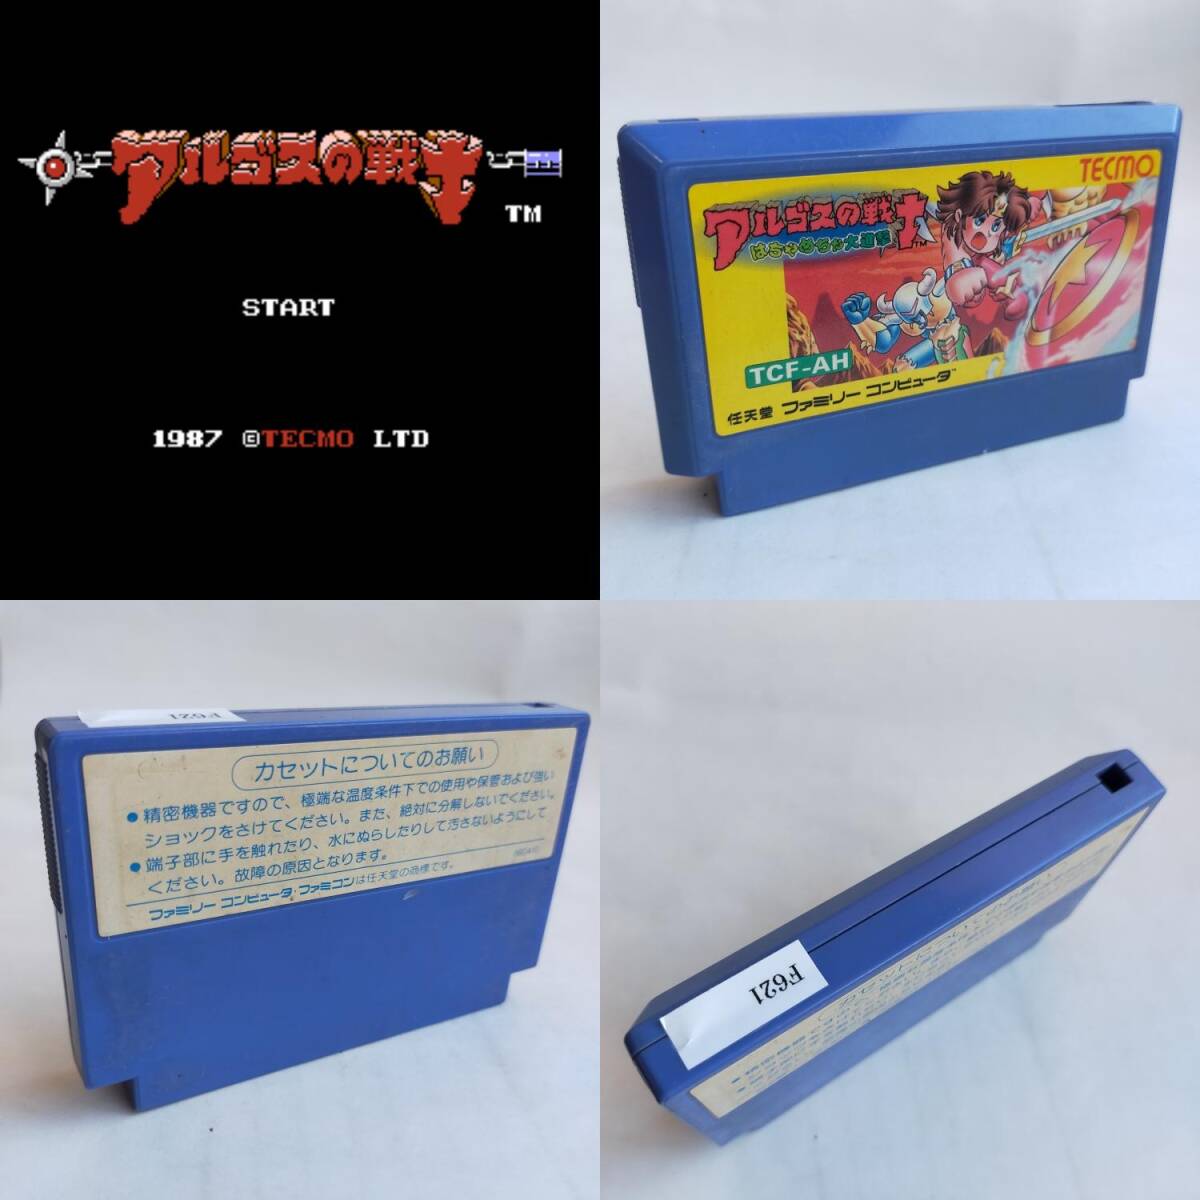 アルゴスの戦士
TM
START
1987 ©TECMO LTD
TECMO
アルゴスの戦士
はちゃめちゃ大進撃
TM
TCF-AH
任天堂 ファミリー コンピュータ™
F621
カセットについてのお願い
●精密機器ですので、極端な温度条件下での使用や保管および強い
ショックをさけてください。また、絶対に分解しないでください。
●端子部に手を触れたり、水にぬらしたりして汚さないようにして
ください。故障の原因となります。
ファミリー コンピュータ・ファミコンは任天堂の商標です。
F621